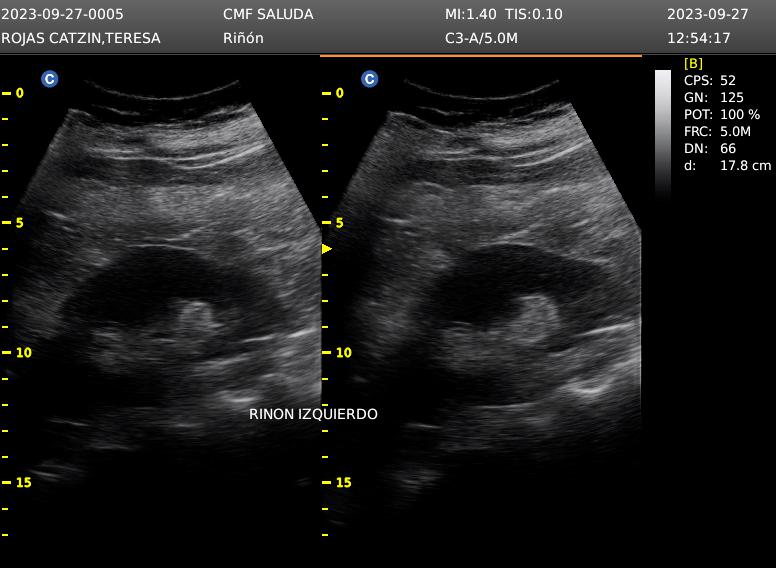 2023-09-27-0005 CMF SALUDA MI:1.40 TIS:0.10 2023-09-27
ROJAS CATZIN,TERESA Riñón C3-A/5.0M 12:54:17
[B]
C C
0 0
CPS: 52
GN: 125
POT: 100 %
FRC: 5.0M
DN: 66
d: 17.8 cm
5 5
10 10
RINON IZQUIERDO
15 15